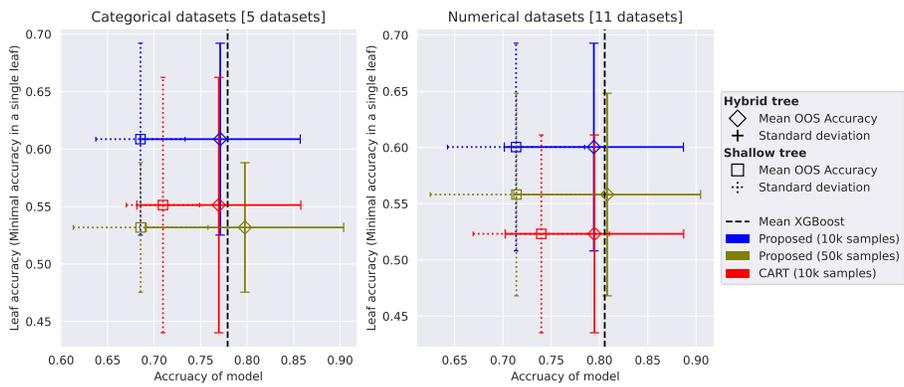 Categorical datasets [5 datasets]
Leaf accuracy (Minimal accuracy in a single leaf)
0.70
0.65
0.60
0.55
0.50
0.45
0.60
0.65
0.70
0.75
0.80
0.85
0.90
Accruacy of model
Numerical datasets [11 datasets]
Leaf accuracy (Minimal accuracy in a single leaf)
0.70
0.65
0.60
0.55
0.50
0.45
0.65
0.70
0.75
0.80
0.85
0.90
Accruacy of model
Hybrid tree
Mean OOS Accuracy
Standard deviation
Shallow tree
Mean OOS Accuracy
Standard deviation
Mean XGBoost
Proposed (10k samples)
Proposed (50k samples)
CART (10k samples)